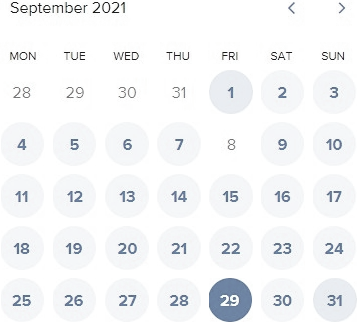 September 2021
MON TUE WED THU FRI SAT SUN
28 29 30 31 1 2 3
4 5 6 7 8 9 10
11 12 13 14 15 16 17
18 19 20 21 22 23 24
25 26 27 28 29 30 31